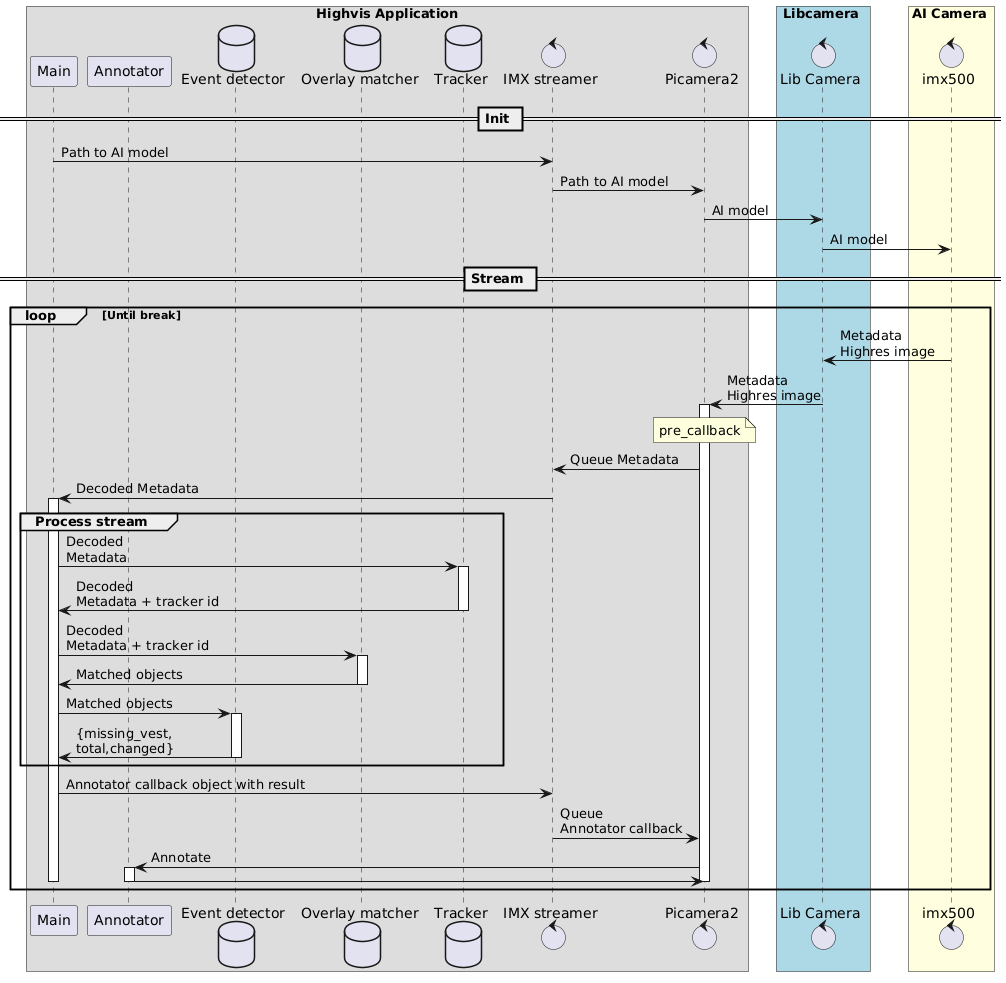 Highvis Application
Libcamera
AI Camera
Main
Annotator
Event detector
Overlay matcher
Tracker
IMX streamer
Picamera2
Lib Camera
imx500
Init
Path to AI model
Path to AI model
AI model
AI model
Stream
loop
[Until break]
Metadata
Highres image
Metadata
Highres image
pre_callback
Queue Metadata
Decoded Metadata
Process stream
Decoded
Metadata
Decoded
Metadata + tracker id
Decoded
Metadata + tracker id
Matched objects
Matched objects
{missing_vest,
total,changed}
Annotator callback object with result
Queue
Annotator callback
Annotate
Main
Annotator
Event detector
Overlay matcher
Tracker
IMX streamer
Picamera2
Lib Camera
imx500